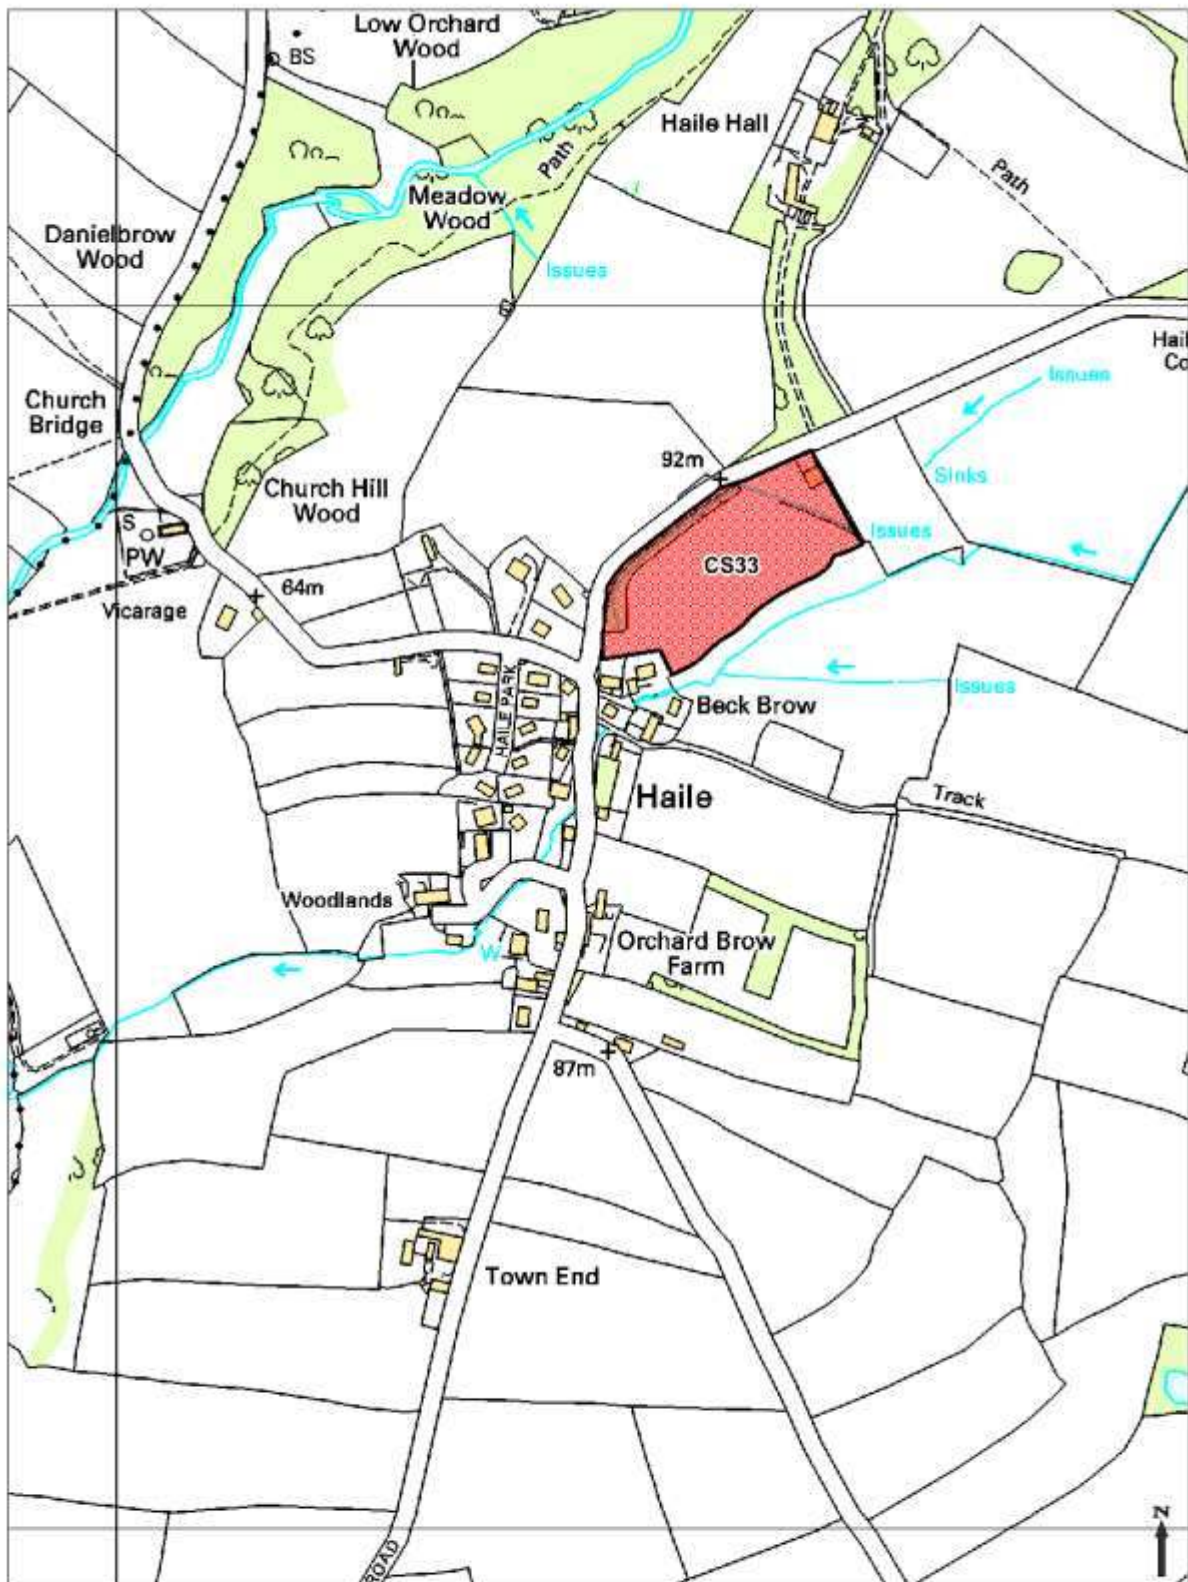 Low Orchard
Wood
BS
Haile Hall
Path
Path
Meadow
Wood
Danielbrow
Wood
Issues
Hail
Co
Issues
Church
Bridge
92m
Sinks
Church Hill
Wood
S
PW
Issues
CS33
64m
Vicarage
HAILE PARK
Issues
Beck Brow
Haile
Track
Woodlands
Orchard Brow
Farm
W
87m
Town End
N
ROAD